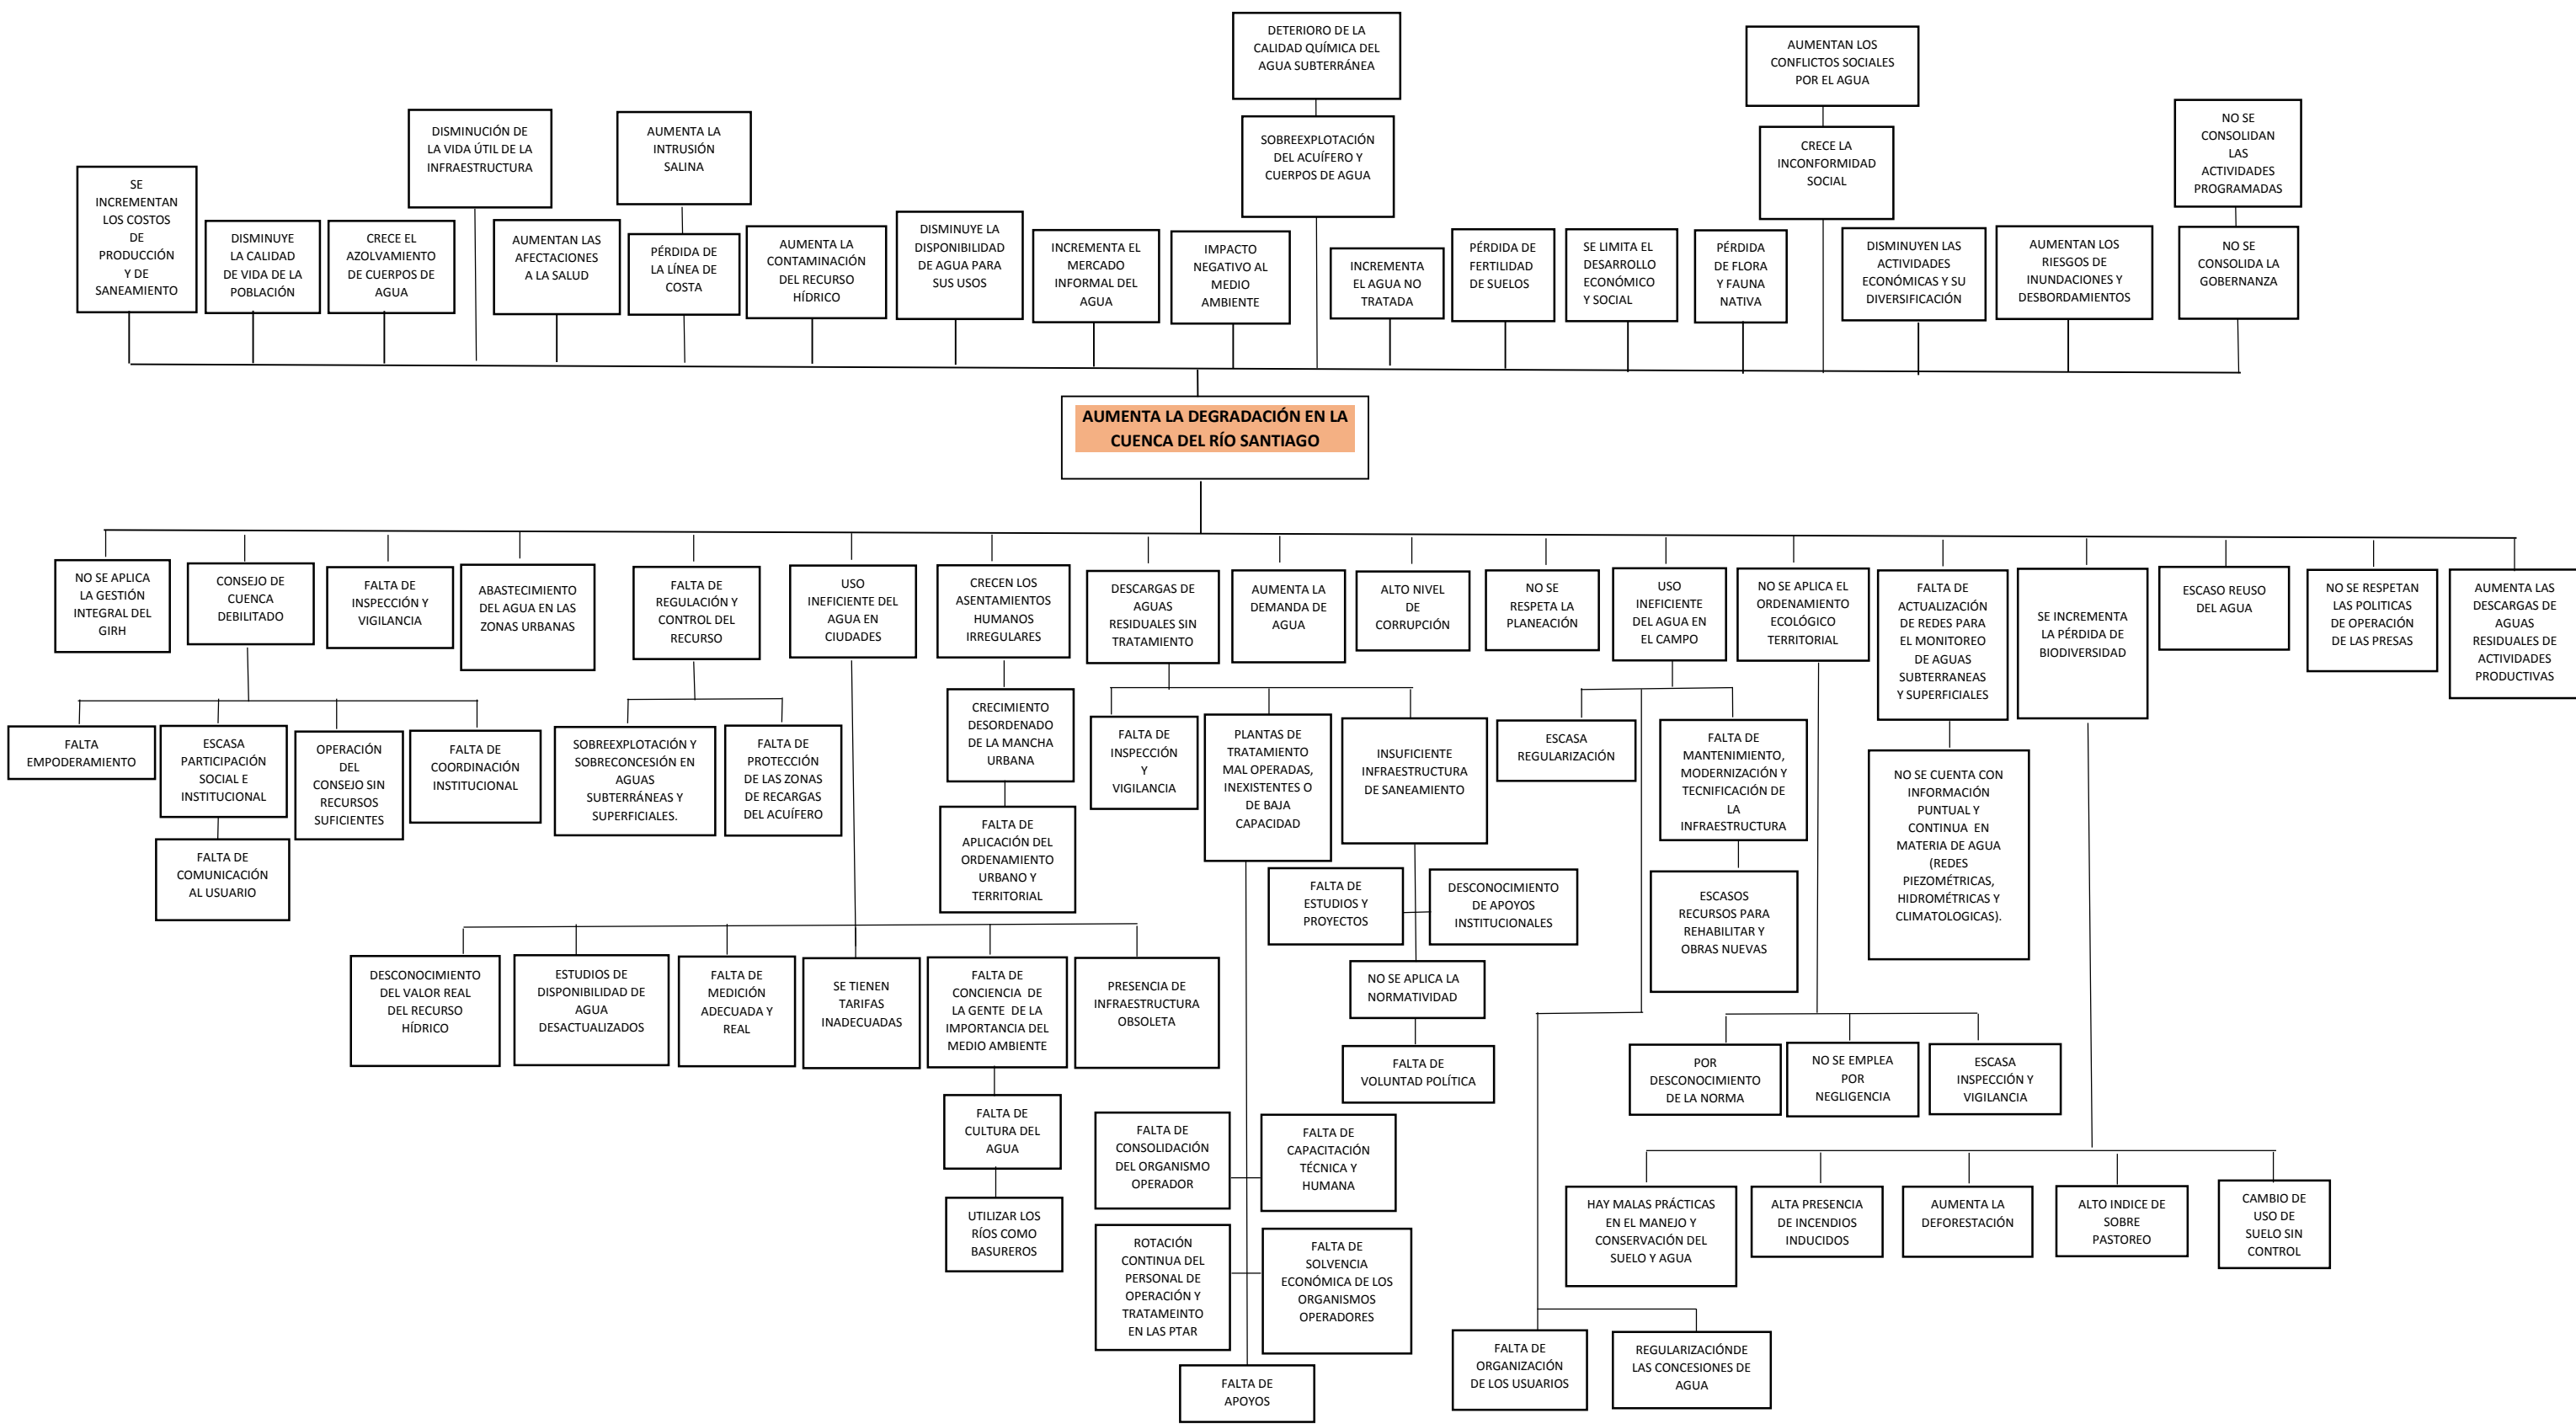 DETERIORO DE LA
CALIDAD QUÍMICA DEL
AGUA SUBTERRÁNEA
AUMENTAN LOS
CONFLICTOS SOCIALES
POR EL AGUA
DISMINUCIÓN DE
LA VIDA ÚTIL DE LA
INFRAESTRUCTURA
AUMENTA LA
INTRUSIÓN
SALINA
SOBREEXPLOTACIÓN
DEL ACUÍFERO Y
CUERPOS DE AGUA
CRECE LA
INCONFORMIDAD
SOCIAL
NO SE
CONSOLIDAN
LAS
ACTIVIDADES
PROGRAMADAS
SE
INCREMENTAN
LOS COSTOS
DE
PRODUCCIÓN
Y DE
SANEAMIENTO
DISMINUYE
LA CALIDAD
DE VIDA DE LA
POBLACIÓN
CRECE EL
AZOLVAMIENTO
DE CUERPOS DE
AGUA
AUMENTAN LAS
AFECTACIONES
A LA SALUD
PÉRDIDA DE
LA LÍNEA DE
COSTA
AUMENTA LA
CONTAMINACIÓN
DEL RECURSO
HÍDRICO
DISMINUYE LA
DISPONIBILIDAD
DE AGUA PARA
SUS USOS
INCREMENTA EL
MERCADO
INFORMAL DEL
AGUA
IMPACTO
NEGATIVO AL
MEDIO
AMBIENTE
INCREMENTA
EL AGUA NO
TRATADA
PÉRDIDA DE
FERTILIDAD
DE SUELOS
SE LIMITA EL
DESARROLLO
ECONÓMICO
Y SOCIAL
PÉRDIDA
DE FLORA
Y FAUNA
NATIVA
DISMINUYEN LAS
ACTIVIDADES
ECONÓMICAS Y SU
DIVERSIFICACIÓN
AUMENTAN LOS
RIESGOS DE
INUNDACIONES Y
DESBORDAMIENTOS
NO SE
CONSOLIDA LA
GOBERNANZA
AUMENTA LA DEGRADACIÓN EN LA
CUENCA DEL RÍO SANTIAGO
NO SE APLICA
LA GESTIÓN
INTEGRAL DEL
GIRH
CONSEJO DE
CUENCA
DEBILITADO
FALTA DE
INSPECCIÓN Y
VIGILANCIA
ABASTECIMIENTO
DEL AGUA EN LAS
ZONAS URBANAS
FALTA DE
REGULACIÓN Y
CONTROL DEL
RECURSO
USO
INEFICIENTE DEL
AGUA EN
CIUDADES
CRECEN LOS
ASENTAMIENTOS
HUMANOS
IRREGULARES
DESCARGAS DE
AGUAS
RESIDUALES SIN
TRATAMIENTO
AUMENTA LA
DEMANDA DE
AGUA
ALTO NIVEL
DE
CORRUPCIÓN
NO SE
RESPETA LA
PLANEACIÓN
USO
INEFICIENTE
DEL AGUA EN
EL CAMPO
NO SE APLICA EL
ORDENAMIENTO
ECOLÓGICO
TERRITORIAL
FALTA DE
ACTUALIZACIÓN
DE REDES PARA
EL MONITOREO
DE AGUAS
SUBTERRANEAS
Y SUPERFICIALES
SE INCREMENTA
LA PÉRDIDA DE
BIODIVERSIDAD
ESCASO REUSO
DEL AGUA
NO SE RESPETAN
LAS POLITICAS
DE OPERACIÓN
DE LAS PRESAS
AUMENTA LAS
DESCARGAS DE
AGUAS
RESIDUALES DE
ACTIVIDADES
PRODUCTIVAS
FALTA
EMPODERAMIENTO
ESCASA
PARTICIPACIÓN
SOCIAL E
INSTITUCIONAL
OPERACIÓN
DEL
CONSEJO SIN
RECURSOS
SUFICIENTES
FALTA DE
COORDINACIÓN
INSTITUCIONAL
SOBREEXPLOTACIÓN Y
SOBRECONCESIÓN EN
AGUAS
SUBTERRÁNEAS Y
SUPERFICIALES.
FALTA DE
PROTECCIÓN
DE LAS ZONAS
DE RECARGAS
DEL ACUÍFERO
CRECIMIENTO
DESORDENADO
DE LA MANCHA
URBANA
FALTA DE
INSPECCIÓN
Y
VIGILANCIA
PLANTAS DE
TRATAMIENTO
MAL OPERADAS,
INEXISTENTES O
DE BAJA
CAPACIDAD
INSUFICIENTE
INFRAESTRUCTURA
DE SANEAMIENTO
ESCASA
REGULARIZACIÓN
FALTA DE
MANTENIMIENTO,
MODERNIZACIÓN Y
TECNIFICACIÓN DE
LA
INFRAESTRUCTURA
NO SE CUENTA CON
INFORMACIÓN
PUNTUAL Y
CONTINUA EN
MATERIA DE AGUA
(REDES
PIEZOMÉTRICAS,
HIDROMÉTRICAS Y
CLIMATOLOGICAS).
FALTA DE
COMUNICACIÓN
AL USUARIO
FALTA DE
APLICACIÓN DEL
ORDENAMIENTO
URBANO Y
TERRITORIAL
FALTA DE
ESTUDIOS Y
PROYECTOS
DESCONOCIMIENTO
DE APOYOS
INSTITUCIONALES
ESCASOS
RECURSOS PARA
REHABILITAR Y
OBRAS NUEVAS
DESCONOCIMIENTO
DEL VALOR REAL
DEL RECURSO
HÍDRICO
ESTUDIOS DE
DISPONIBILIDAD DE
AGUA
DESACTUALIZADOS
FALTA DE
MEDICIÓN
ADECUADA Y
REAL
SE TIENEN
TARIFAS
INADECUADAS
FALTA DE
CONCIENCIA DE
LA GENTE DE LA
IMPORTANCIA DEL
MEDIO AMBIENTE
PRESENCIA DE
INFRAESTRUCTURA
OBSOLETA
NO SE APLICA LA
NORMATIVIDAD
FALTA DE
VOLUNTAD POLÍTICA
POR
DESCONOCIMIENTO
DE LA NORMA
NO SE EMPLEA
POR
NEGLIGENCIA
ESCASA
INSPECCIÓN Y
VIGILANCIA
FALTA DE
CULTURA DEL
AGUA
FALTA DE
CONSOLIDACIÓN
DEL ORGANISMO
OPERADOR
FALTA DE
CAPACITACIÓN
TÉCNICA Y
HUMANA
UTILIZAR LOS
RÍOS COMO
BASUREROS
ROTACIÓN
CONTINUA DEL
PERSONAL DE
OPERACIÓN Y
TRATAMEINTO
EN LAS PTAR
FALTA DE
SOLVENCIA
ECONÓMICA DE LOS
ORGANISMOS
OPERADORES
HAY MALAS PRÁCTICAS
EN EL MANEJO Y
CONSERVACIÓN DEL
SUELO Y AGUA
ALTA PRESENCIA
DE INCENDIOS
INDUCIDOS
AUMENTA LA
DEFORESTACIÓN
ALTO INDICE DE
SOBRE
PASTOREO
CAMBIO DE
USO DE
SUELO SIN
CONTROL
FALTA DE
APOYOS
FALTA DE
ORGANIZACIÓN
DE LOS USUARIOS
REGULARIZACIÓNDE
LAS CONCESIONES DE
AGUA